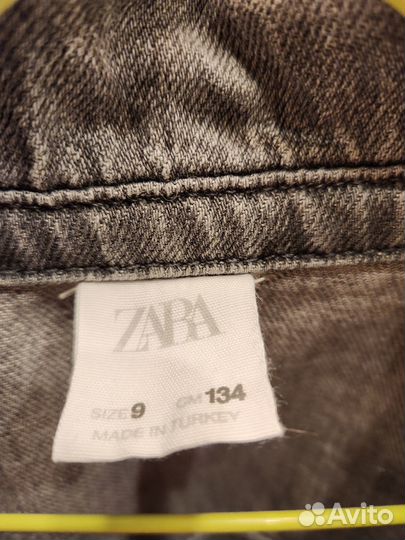 ZARA
SIZE 9 CM 134
MADE IN TURKEY
Avito